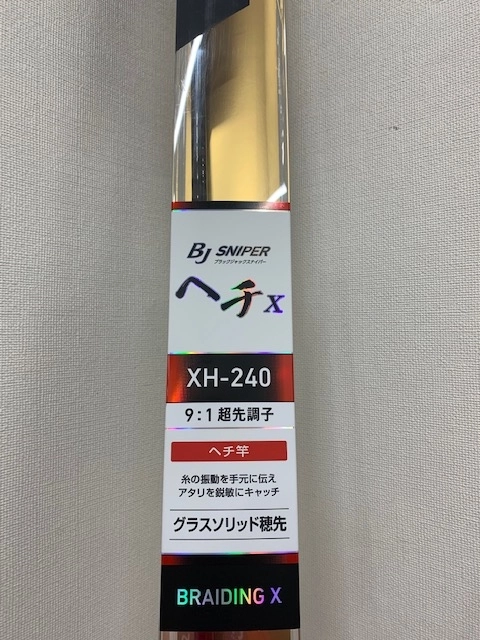 BJ SNIPER
ブラックジャックスナイパー
ヘチ X
XH-240
9:1 超先調子
ヘチ竿
糸の振動を手元に伝え
アタリを鋭敏にキャッチ
グラスソリッド穂先
BRAIDING X